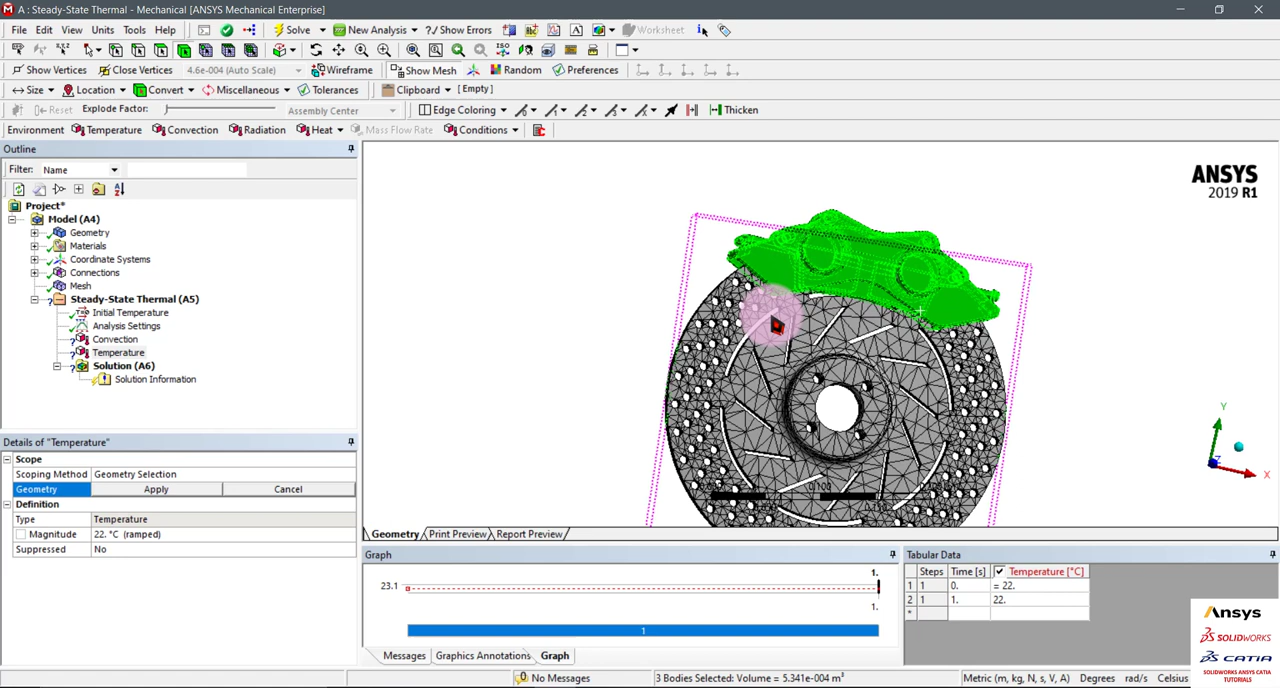 A : Steady-State Thermal - Mechanical [ANSYS Mechanical Enterprise]
File Edit View Units Tools Help Solve New Analysis Show Errors Worksheet
Show Vertices Close Vertices 4.6e-004 (Auto Scale) Wireframe Show Mesh Random Preferences
Size Location Convert Miscellaneous Tolerances Clipboard [Empty]
Reset Explode Factor: Assembly Center Edge Coloring Thicken
Environment Temperature Convection Radiation Heat Mass Flow Rate Conditions
Outline
Filter: Name
Project*
Model (A4)
Geometry
Materials
Coordinate Systems
Connections
Mesh
Steady-State Thermal (A5)
Initial Temperature
Analysis Settings
Convection
Temperature
Solution (A6)
Solution Information
Details of "Temperature"
Scope
Scoping Method Geometry Selection
Geometry Apply Cancel
Definition
Type Temperature
Magnitude 22. °C (ramped)
Suppressed No
ANSYS
2019 R1
Y
Z
X
Geometry Print Preview Report Preview
Graph
1.
23.1
1.
1
Messages Graphics Annotations Graph
Tabular Data
Steps Time [s] Temperature [°C]
1 1 0. = 22.
2 1 1. 22.
*
Ansys
SOLIDWORKS
CATIA
SOLIDWORKS ANSYS CATIA
TUTORIALS
No Messages 3 Bodies Selected: Volume = 5.341e-004 m³ Metric (m, kg, N, s, V, A) Degrees rad/s Celsius